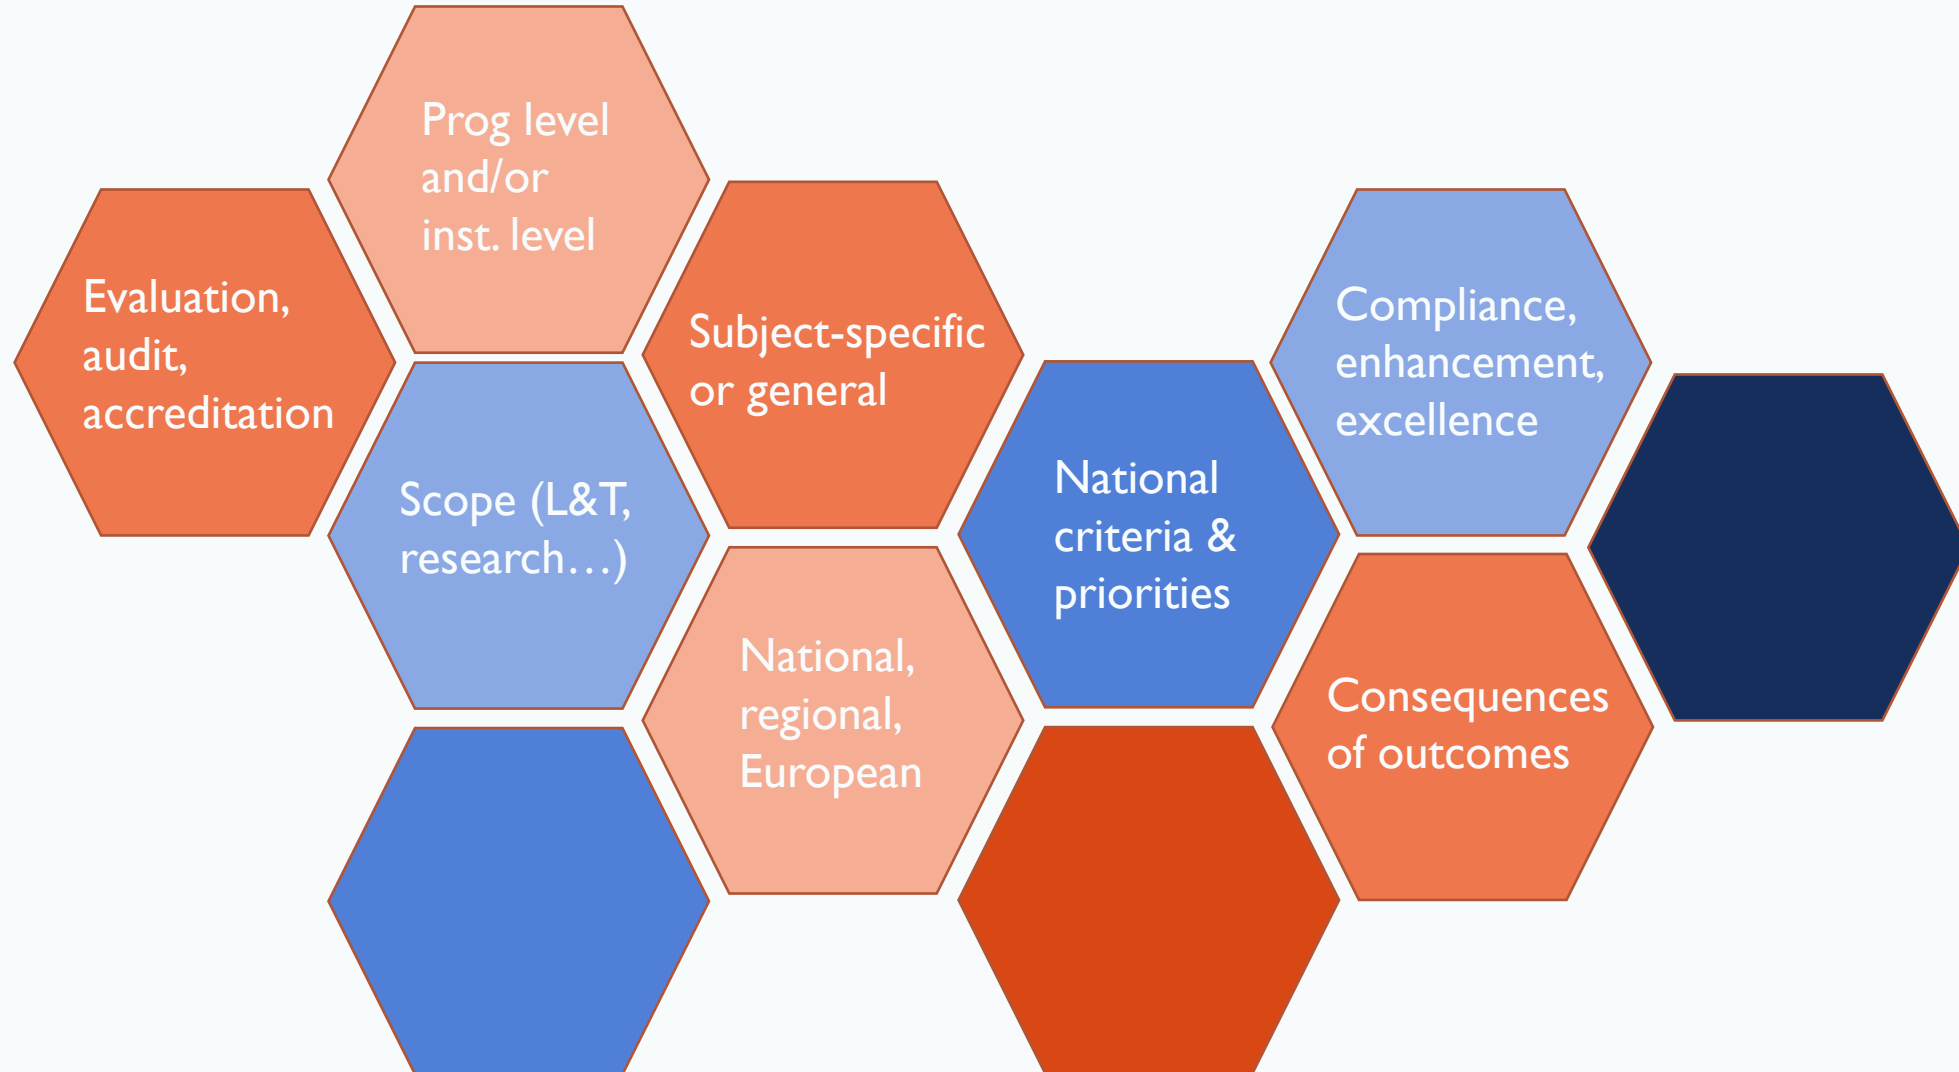 Prog level
and/or
inst. level
Evaluation,
audit,
accreditation
Subject-specific
or general
Compliance,
enhancement,
excellence
Scope (L&T,
research…)
National
criteria &
priorities
National,
regional,
European
Consequences
of outcomes